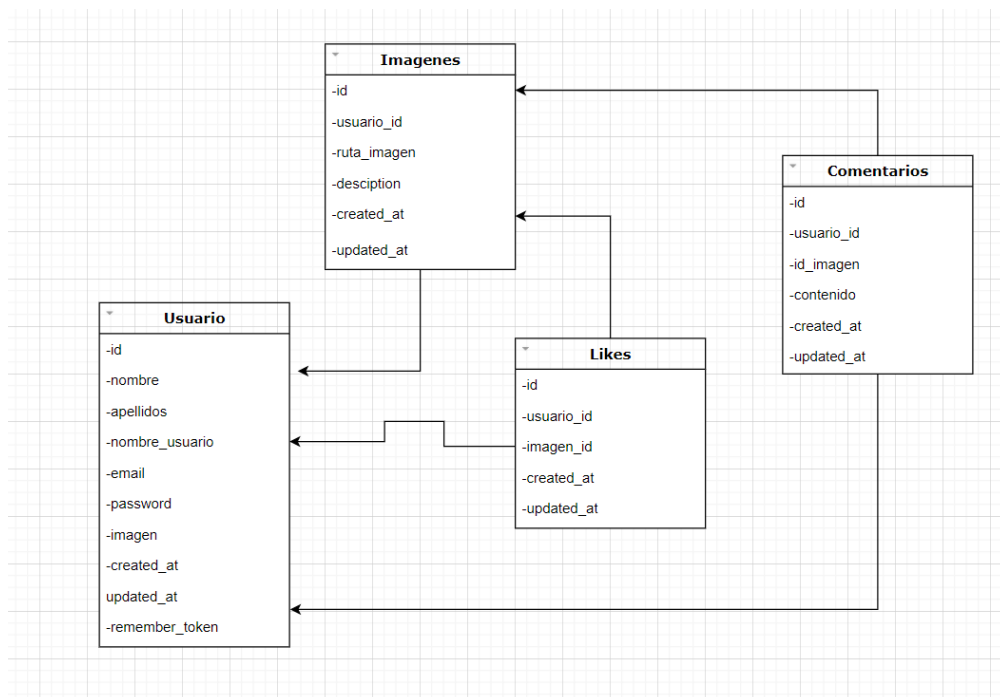 Imagenes
-id
-usuario_id
-ruta_imagen
-desciption
-created_at
-updated_at
Comentarios
-id
-usuario_id
-id_imagen
-contenido
-created_at
-updated_at
Usuario
-id
-nombre
-apellidos
-nombre_usuario
-email
-password
-imagen
-created_at
updated_at
-remember_token
Likes
-id
-usuario_id
-imagen_id
-created_at
-updated_at